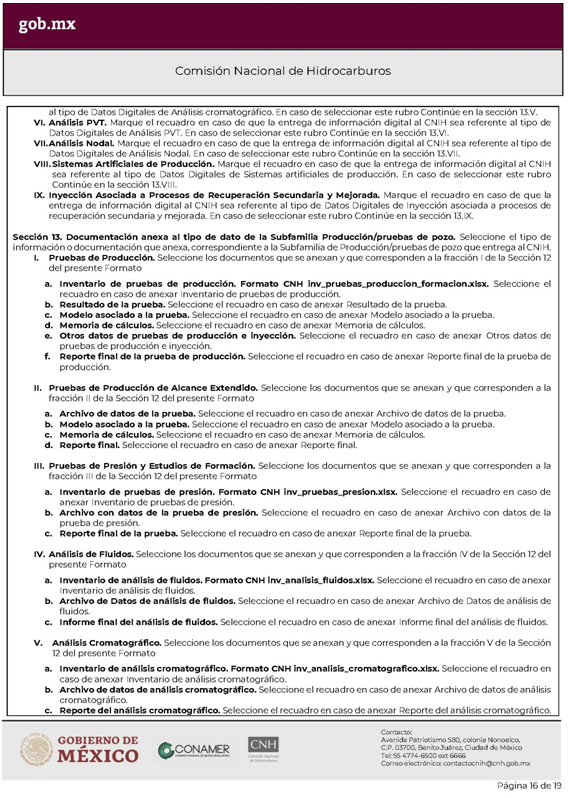 gob.mx
Comisión Nacional de Hidrocarburos
al tipo de Datos Digitales de Análisis cromatográfico. En caso de seleccionar este rubro Continúe en la sección 13.V.
VI. Análisis PVT. Marque el recuadro en caso de que la entrega de información digital al CNIH sea referente al tipo de
Datos Digitales de Análisis PVT. En caso de seleccionar este rubro Continúe en la sección 13.VI.
VII. Análisis Nodal. Marque el recuadro en caso de que la entrega de información digital al CNIH sea referente al tipo de
Datos Digitales de Análisis Nodal. En caso de seleccionar este rubro Continúe en la sección 13.VII.
VIII. Sistemas Artificiales de Producción. Marque el recuadro en caso de que la entrega de información digital al CNIH
sea referente al tipo de Datos Digitales de Sistemas artificiales de producción. En caso de seleccionar este rubro
Continúe en la sección 13.VIII.
IX. Inyección Asociada a Procesos de Recuperación Secundaria y Mejorada. Marque el recuadro en caso de que la
entrega de información digital al CNIH sea referente al tipo de Datos Digitales de Inyección asociada a procesos de
recuperación secundaria y mejorada. En caso de seleccionar este rubro Continúe en la sección 13.IX.
Sección 13. Documentación anexa al tipo de dato de la Subfamilia Producción/pruebas de pozo. Seleccione el tipo de
información o documentación que anexa, correspondiente a la Subfamilia de Producción/pruebas de pozo que entrega al CNIH.
I. Pruebas de Producción. Seleccione los documentos que se anexan y que corresponden a la fracción I de la Sección 12
del presente Formato
a. Inventario de pruebas de producción. Formato CNH inv_pruebas_produccion_formacion.xlsx. Seleccione el
recuadro en caso de anexar Inventario de pruebas de producción.
b. Resultado de la prueba. Seleccione el recuadro en caso de anexar Resultado de la prueba.
c. Modelo asociado a la prueba. Seleccione el recuadro en caso de anexar Modelo asociado a la prueba.
d. Memoria de cálculos. Seleccione el recuadro en caso de anexar Memoria de cálculos.
e. Otros datos de pruebas de producción e inyección. Seleccione el recuadro en caso de anexar Otros datos de
pruebas de producción e inyección.
f. Reporte final de la prueba de producción. Seleccione el recuadro en caso de anexar Reporte final de la prueba de
producción.
II. Pruebas de Producción de Alcance Extendido. Seleccione los documentos que se anexan y que corresponden a la
fracción II de la Sección 12 del presente Formato
a. Archivo de datos de la prueba. Seleccione el recuadro en caso de anexar Archivo de datos de la prueba.
b. Modelo asociado a la prueba. Seleccione el recuadro en caso de anexar Modelo asociado a la prueba.
c. Memoria de cálculos. Seleccione el recuadro en caso de anexar Memoria de cálculos.
d. Reporte final. Seleccione el recuadro en caso de anexar Reporte final.
III. Pruebas de Presión y Estudios de Formación. Seleccione los documentos que se anexan y que corresponden a la
fracción III de la Sección 12 del presente Formato
a. Inventario de pruebas de presión. Formato CNH inv_pruebas_presion.xlsx. Seleccione el recuadro en caso de
anexar Inventario de pruebas de presión.
b. Archivo con datos de la prueba de presión. Seleccione el recuadro en caso de anexar Archivo con datos de la
prueba de presión.
c. Reporte final de la prueba. Seleccione el recuadro en caso de anexar Reporte final de la prueba.
IV. Análisis de Fluidos. Seleccione los documentos que se anexan y que corresponden a la fracción IV de la Sección 12 del
presente Formato
a. Inventario de análisis de fluidos. Formato CNH inv_analisis_fluidos.xlsx. Seleccione el recuadro en caso de anexar
Inventario de análisis de fluidos.
b. Archivo de Datos de análisis de fluidos. Seleccione el recuadro en caso de anexar Archivo de Datos de análisis de
fluidos.
c. Informe final del análisis de fluidos. Seleccione el recuadro en caso de anexar Informe final del análisis de fluidos.
V. Análisis Cromatográfico. Seleccione los documentos que se anexan y que corresponden a la fracción V de la Sección
12 del presente Formato
a. Inventario de análisis cromatográfico. Formato CNH inv_analisis_cromatografico.xlsx. Seleccione el recuadro en
caso de anexar Inventario de análisis cromatográfico.
b. Archivo de datos de análisis cromatográfico. Seleccione el recuadro en caso de anexar Archivo de datos de análisis
cromatográfico.
c. Reporte del análisis cromatográfico. Seleccione el recuadro en caso de anexar Reporte del análisis cromatográfico.
GOBIERNO DE
MÉXICO
CONAMER
CNH
Comisión Nacional
de Hidrocarburos
Contacto:
Avenida Patriotismo 580, colonia Nonoalco,
C.P. 03700, Benito Juárez, Ciudad de México
Tel: 55 4774-6500 ext 6666
Correo electrónico: contactocnih@cnh.gob.mx
Página 16 de 19